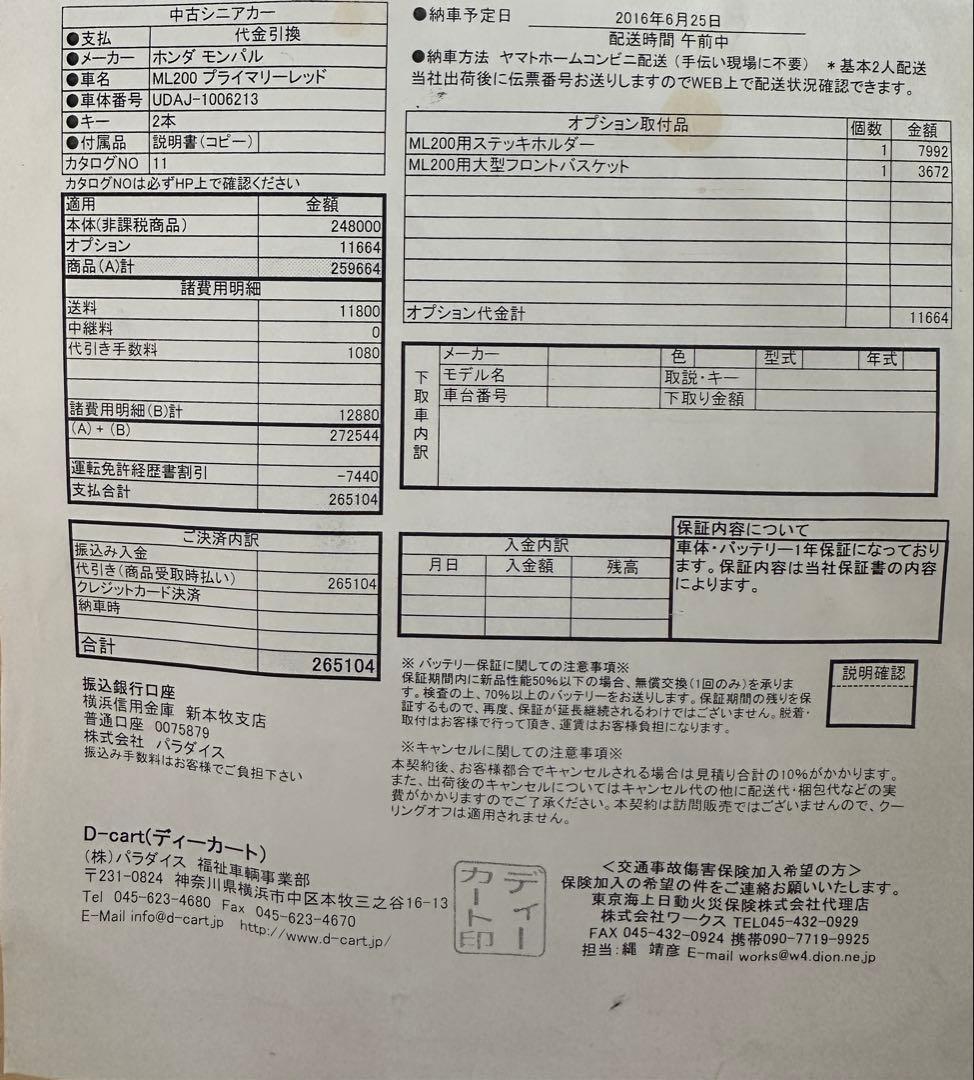 中古シニアカー
●支払 代金引換
●メーカー ホンダ モンパル
●車名 ML200 プライマリーレッド
●車体番号 UDAJ-1006213
●キー 2本
●付属品 説明書(コピー)
カタログNO 11
カタログNOは必ずHP上で確認ください
適用 金額
本体(非課税商品) 248000
オプション 11664
商品(A)計 259664
諸費用明細
送料 11800
中継料 0
代引き手数料 1080
諸費用明細(B)計 12880
(A)+(B) 272544
運転免許経歴書割引 -7440
支払合計 265104
ご決済内訳
振込み入金
代引き(商品受取時払い) 265104
クレジットカード決済
納車時
合計 265104
振込銀行口座
横浜信用金庫 新本牧支店
普通口座 0075879
株式会社 パラダイス
振込み手数料はお客様でご負担下さい
D-cart(ディーカート)
(株)パラダイス 福祉車輌事業部
〒231-0824 神奈川県横浜市中区本牧三之谷16-13
Tel 045-623-4680 Fax 045-623-4670
E-Mail info@d-cart.jp http://www.d-cart.jp/
●納車予定日 2016年6月25日
配送時間 午前中
●納車方法 ヤマトホームコンビニ配送(手伝い現場に不要) *基本2人配送
当社出荷後に伝票番号お送りしますのでWEB上で配送状況確認できます。
オプション取付品 個数 金額
ML200用ステッキホルダー 1 7992
ML200用大型フロントバスケット 1 3672
オプション代金計 11664
下取車内訳
メーカー 色 型式 年式
モデル名 取説・キー
車台番号 下取り金額
入金内訳
月日 入金額 残高
保証内容について
車体・バッテリー1年保証になっており
ます。保証内容は当社保証書の内容
によります。
※ バッテリー保証に関しての注意事項※
保証期間内に新品性能50%以下の場合、無償交換(1回のみ)を承りま
す。検査の上、70%以上のバッテリーをお送りします。保証期間の残りを保
証するもので、再度、保証が延長継続されるわけではございません。脱着・
取付はお客様で行って頂き、運賃はお客様負担になります。
説明確認
※キャンセルに関しての注意事項※
本契約後、お客様都合でキャンセルされる場合は見積り合計の10%がかかります。
また、出荷後のキャンセルについてはキャンセル代の他に配送代・梱包代などの実
費がかかりますのでご了承ください。本契約は訪問販売ではございませんので、クー
リングオフは適用されません。
ディー
カート印
<交通事故傷害保険加入希望の方>
保険加入の希望の件をご連絡お願いいたします。
東京海上日動火災保険株式会社代理店
株式会社ワークス TEL045-432-0929
FAX 045-432-0924 携帯090-7719-9925
担当:縄 靖彦 E-mail works@w4.dion.ne.jp